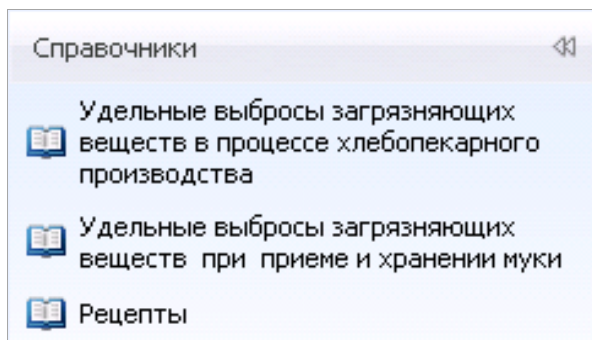 Справочники
Удельные выбросы загрязняющих
веществ в процессе хлебопекарного
производства
Удельные выбросы загрязняющих
веществ при приеме и хранении муки
Рецепты